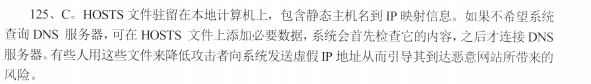 125、C。HOSTS 文件驻留在本地计算机上，包含静态主机名到 IP 映射信息。如果不希望系统
查询 DNS 服务器，可在 HOSTS 文件上添加必要数据，系统会首先检查它的内容，之后才连接 DNS
服务器。有些人用这些文件来降低攻击者向系统发送虚假 IP 地址从而引导其到达恶意网站所带来的
风险。